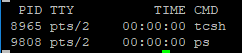 PID TTY          TIME CMD
8965 pts/2    00:00:00 tcsh
9808 pts/2    00:00:00 ps